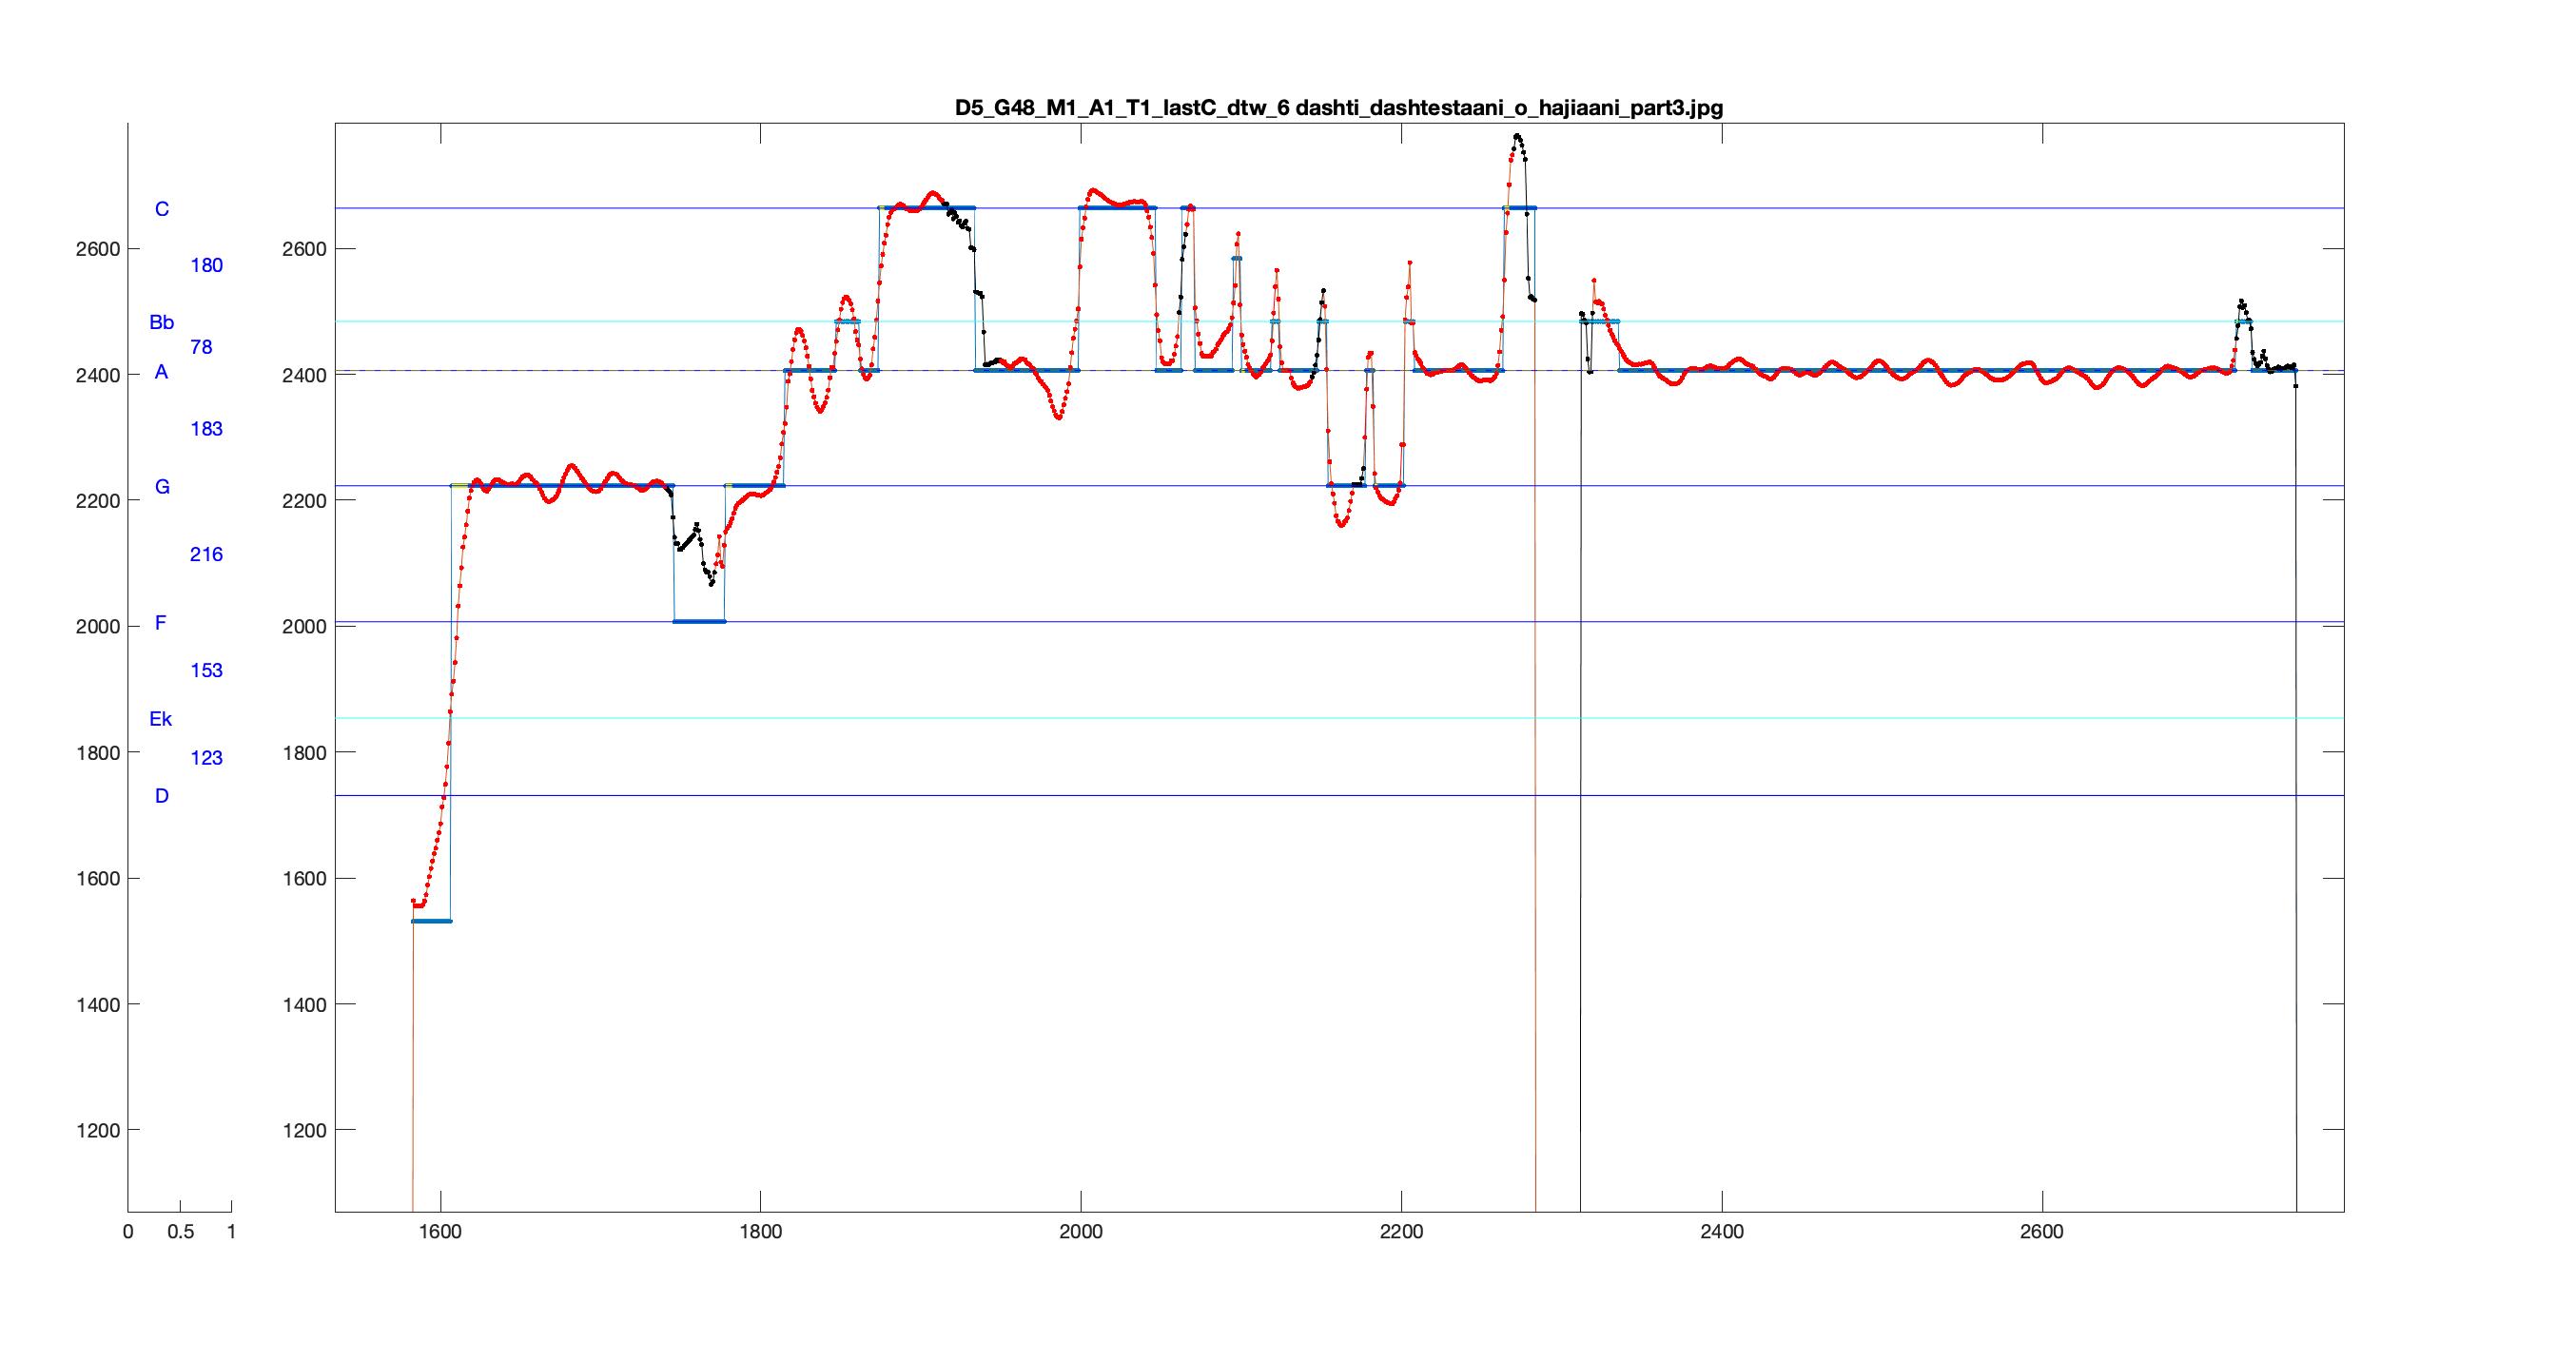 D5_G48_M1_A1_T1_lastC_dtw_6 dashti_dashtestaani_o_hajiaani_part3.jpg
C
2600 2600
180
Bb
78
A
2400 2400
183
G
2200 2200
216
F
2000 2000
153
Ek
1800 1800
123
D
1600 1600
1400 1400
1200 1200
0 0.5 1 1600 1800 2000 2200 2400 2600